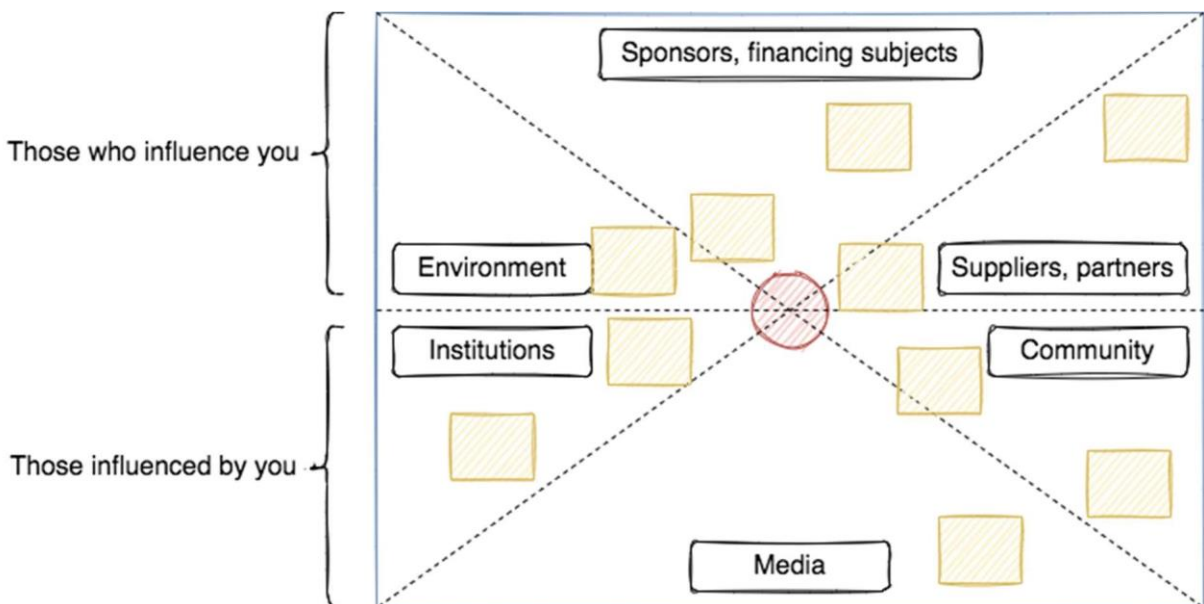 Sponsors, financing subjects
Those who influence you
Environment
Suppliers, partners
Institutions
Community
Those influenced by you
Media